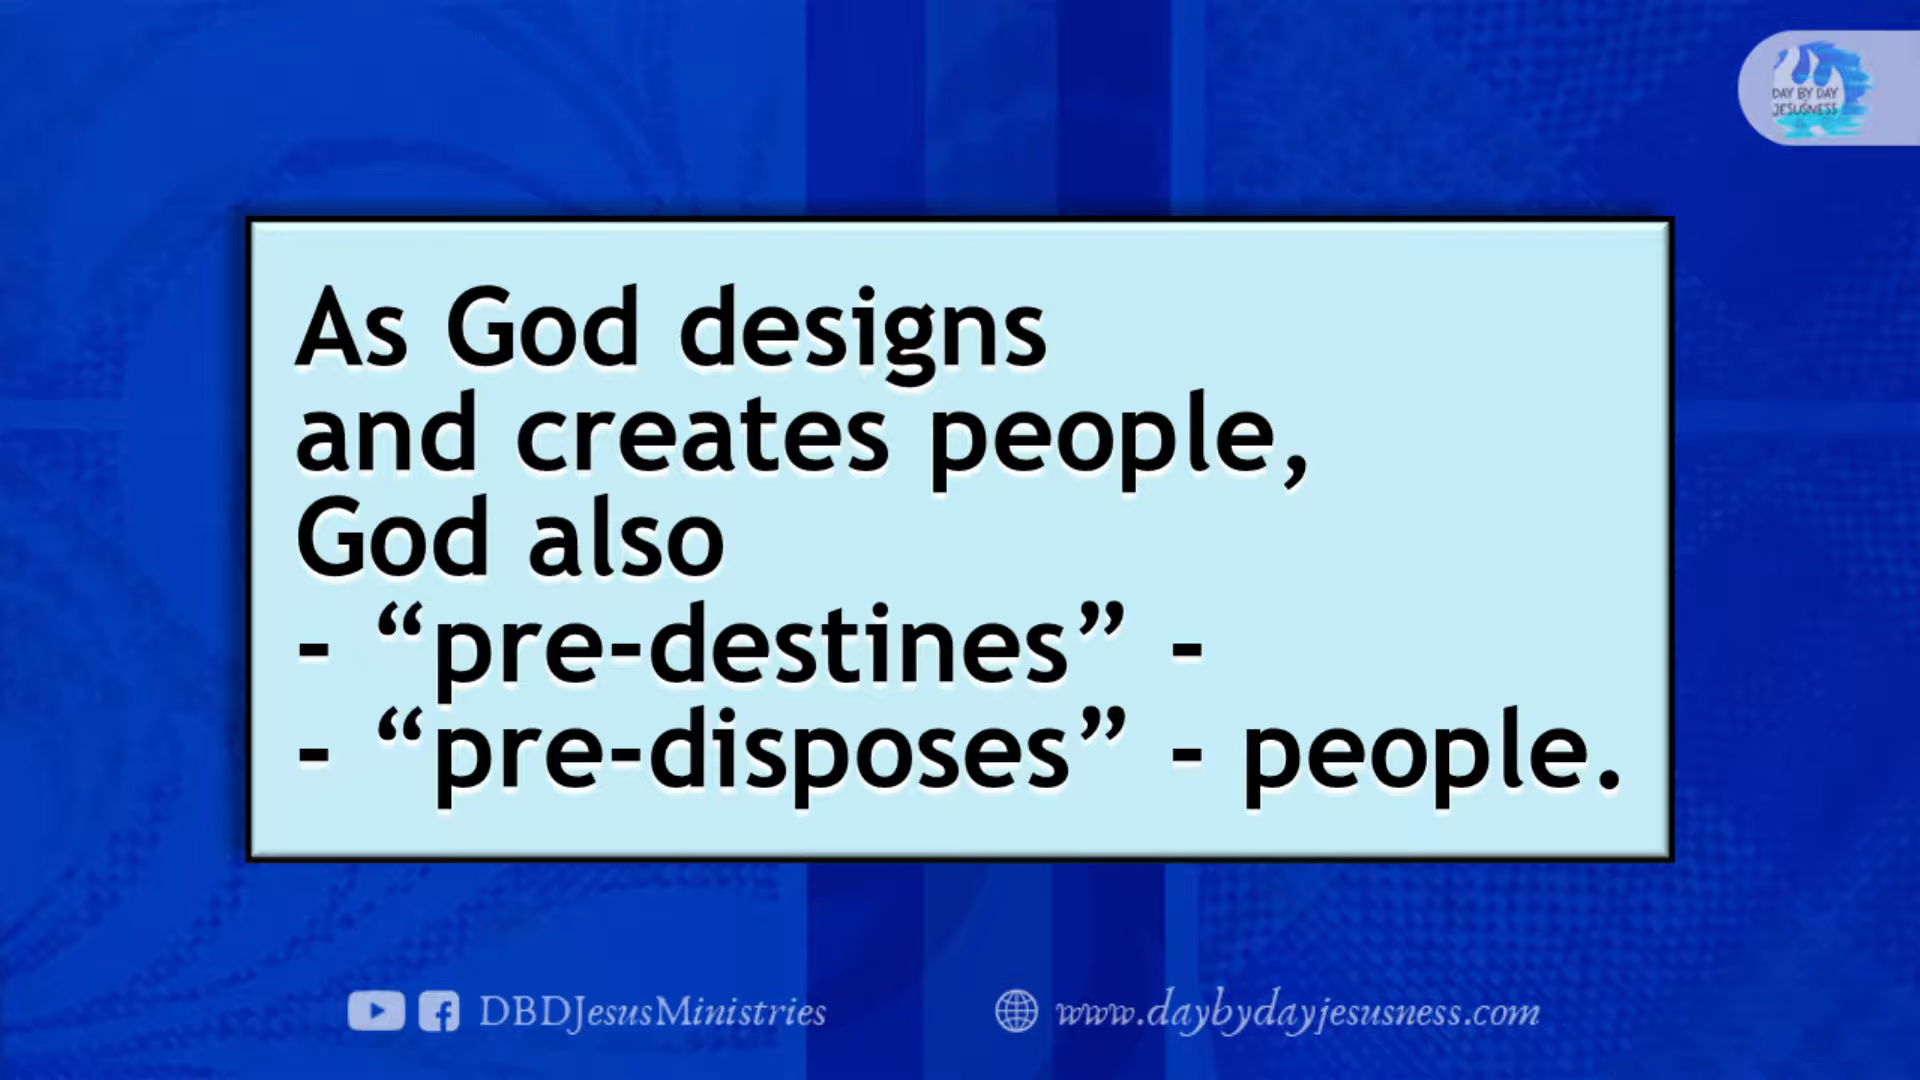 DAY BY DAY
JESUSNESS
As God designs
and creates people,
God also
- “pre-destines” -
- “pre-disposes” - people.
DBDJesusMinistries
www.daybydayjesusness.com